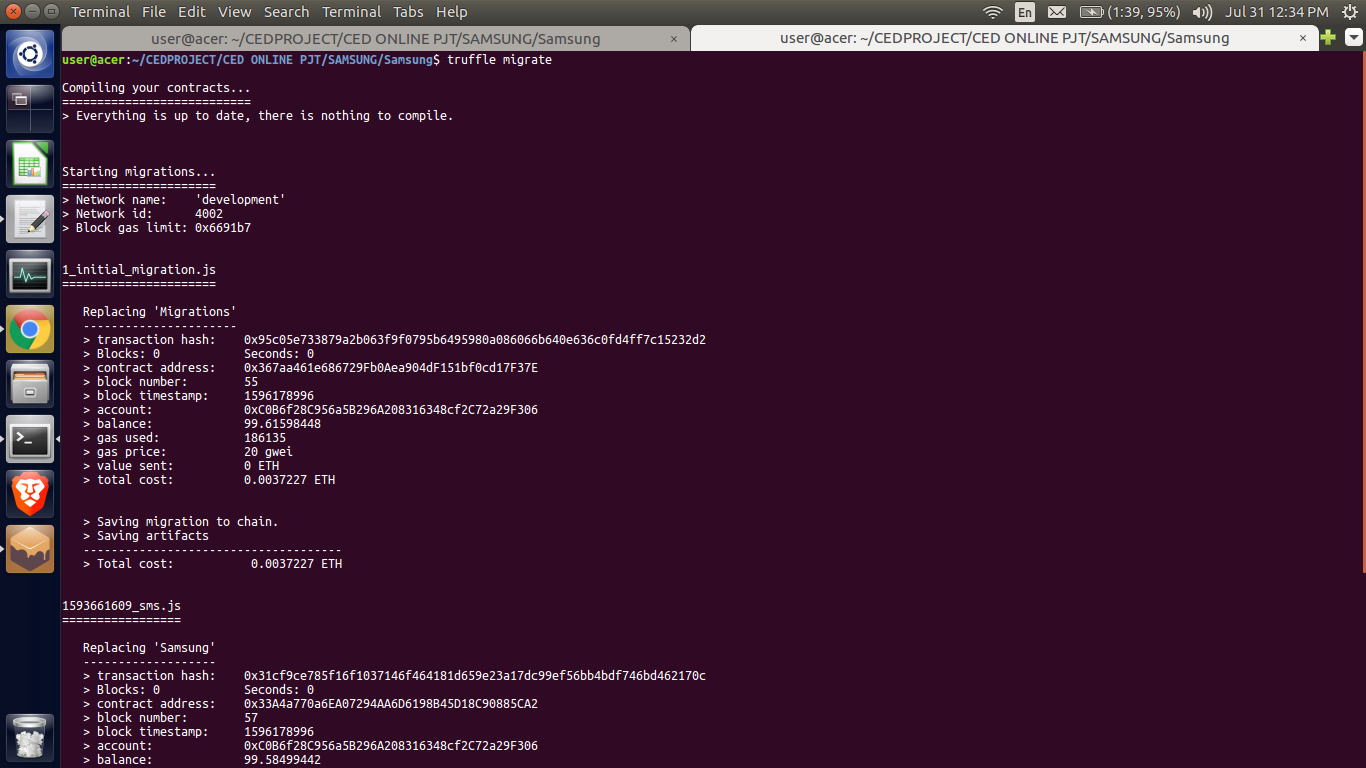 Terminal File Edit View Search Terminal Tabs Help En (1:39, 95%) Jul 31 12:34 PM
user@acer: ~/CEDPROJECT/CED ONLINE PJT/SAMSUNG/Samsung × user@acer: ~/CEDPROJECT/CED ONLINE PJT/SAMSUNG/Samsung ×
user@acer:~/CEDPROJECT/CED ONLINE PJT/SAMSUNG/Samsung$ truffle migrate
Compiling your contracts...
===========================
> Everything is up to date, there is nothing to compile.
Starting migrations...
======================
> Network name:    'development'
> Network id:      4002
> Block gas limit: 0x6691b7
1_initial_migration.js
======================
Replacing 'Migrations'
----------------------
> transaction hash:    0x95c05e733879a2b063f9f0795b6495980a086066b640e636c0fd4ff7c15232d2
> Blocks: 0            Seconds: 0
> contract address:    0x367aa461e686729Fb0Aea904dF151bf0cd17F37E
> block number:        55
> block timestamp:     1596178996
> account:             0xC0B6f28C956a5B296A208316348cf2C72a29F306
> balance:             99.61598448
> gas used:            186135
> gas price:           20 gwei
> value sent:          0 ETH
> total cost:          0.0037227 ETH
> Saving migration to chain.
> Saving artifacts
-------------------------------------
> Total cost:           0.0037227 ETH
1593661609_sms.js
=================
Replacing 'Samsung'
-------------------
> transaction hash:    0x31cf9ce785f16f1037146f464181d659e23a17dc99ef56bb4bdf746bd462170c
> Blocks: 0            Seconds: 0
> contract address:    0x33A4a770a6EA07294AA6D6198B45D18C90885CA2
> block number:        57
> block timestamp:     1596178996
> account:             0xC0B6f28C956a5B296A208316348cf2C72a29F306
> balance:             99.58499442